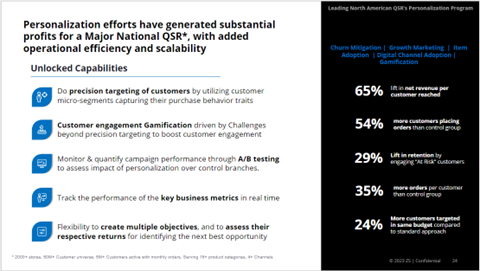 Leading North American QSR's Personalization Program
Personalization efforts have generated substantial
profits for a Major National QSR*, with added
operational efficiency and scalability
Unlocked Capabilities
Do precision targeting of customers by utilizing customer
micro-segments capturing their purchase behavior traits
Customer engagement Gamification driven by Challenges
beyond precision targeting to boost customer engagement
Monitor & quantify campaign performance through A/B testing
to assess impact of personalization over control branches.
Track the performance of the key business metrics in real time
Flexibility to create multiple objectives, and to assess their
respective returns for identifying the next best opportunity
Churn Mitigation | Growth Marketing | Item
Adoption | Digital Channel Adoption |
Gamification
65% lift in net revenue per
customer reached
54% more customers placing
orders than control group
29% Lift in retention by
engaging "At Risk" customers
35% more orders per customer
than control group
24% More customers targeted
in same budget compared
to standard approach
stores, customer universe, Customers active with monthly orders, Serving product categories, Channels.
© 2023 ZS | Confidential 24